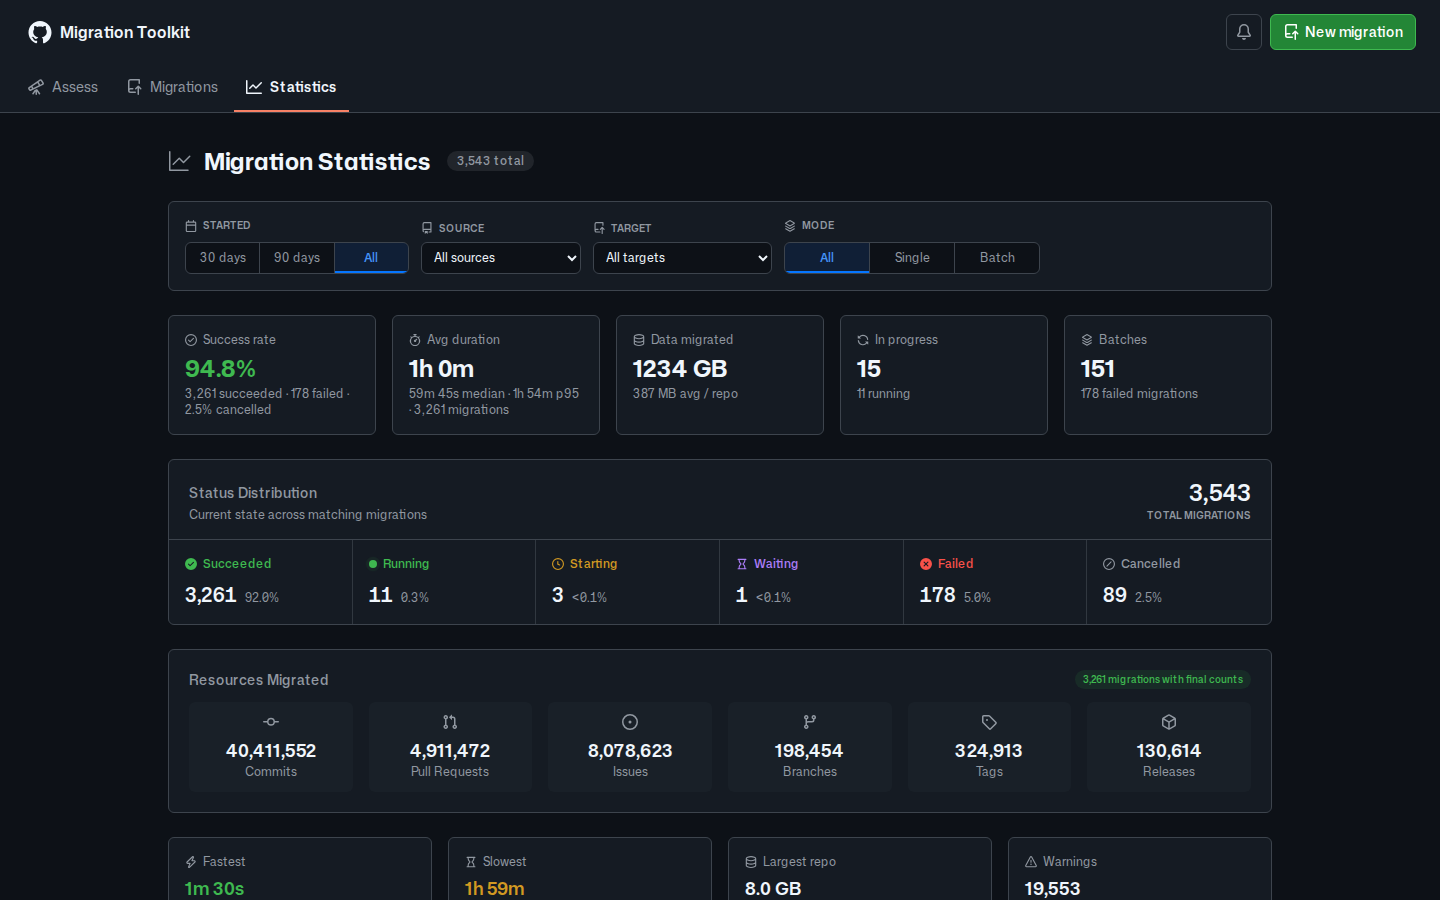 Migration Toolkit
New migration
Assess
Migrations
Statistics
Migration Statistics
3,543 total
STARTED
SOURCE
TARGET
MODE
30 days
90 days
All
All sources
All targets
All
Single
Batch
Success rate
94.8%
3,261 succeeded · 178 failed ·
2.5% cancelled
Avg duration
1h 0m
59m 45s median · 1h 54m p95
· 3,261 migrations
Data migrated
1234 GB
387 MB avg / repo
In progress
15
11 running
Batches
151
178 failed migrations
Status Distribution
Current state across matching migrations
3,543
TOTAL MIGRATIONS
Succeeded
3,261 92.0%
Running
11 0.3%
Starting
3 <0.1%
Waiting
1 <0.1%
Failed
178 5.0%
Cancelled
89 2.5%
Resources Migrated
3,261 migrations with final counts
40,411,552
Commits
4,911,472
Pull Requests
8,078,623
Issues
198,454
Branches
324,913
Tags
130,614
Releases
Fastest
1m 30s
Slowest
1h 59m
Largest repo
8.0 GB
Warnings
19,553